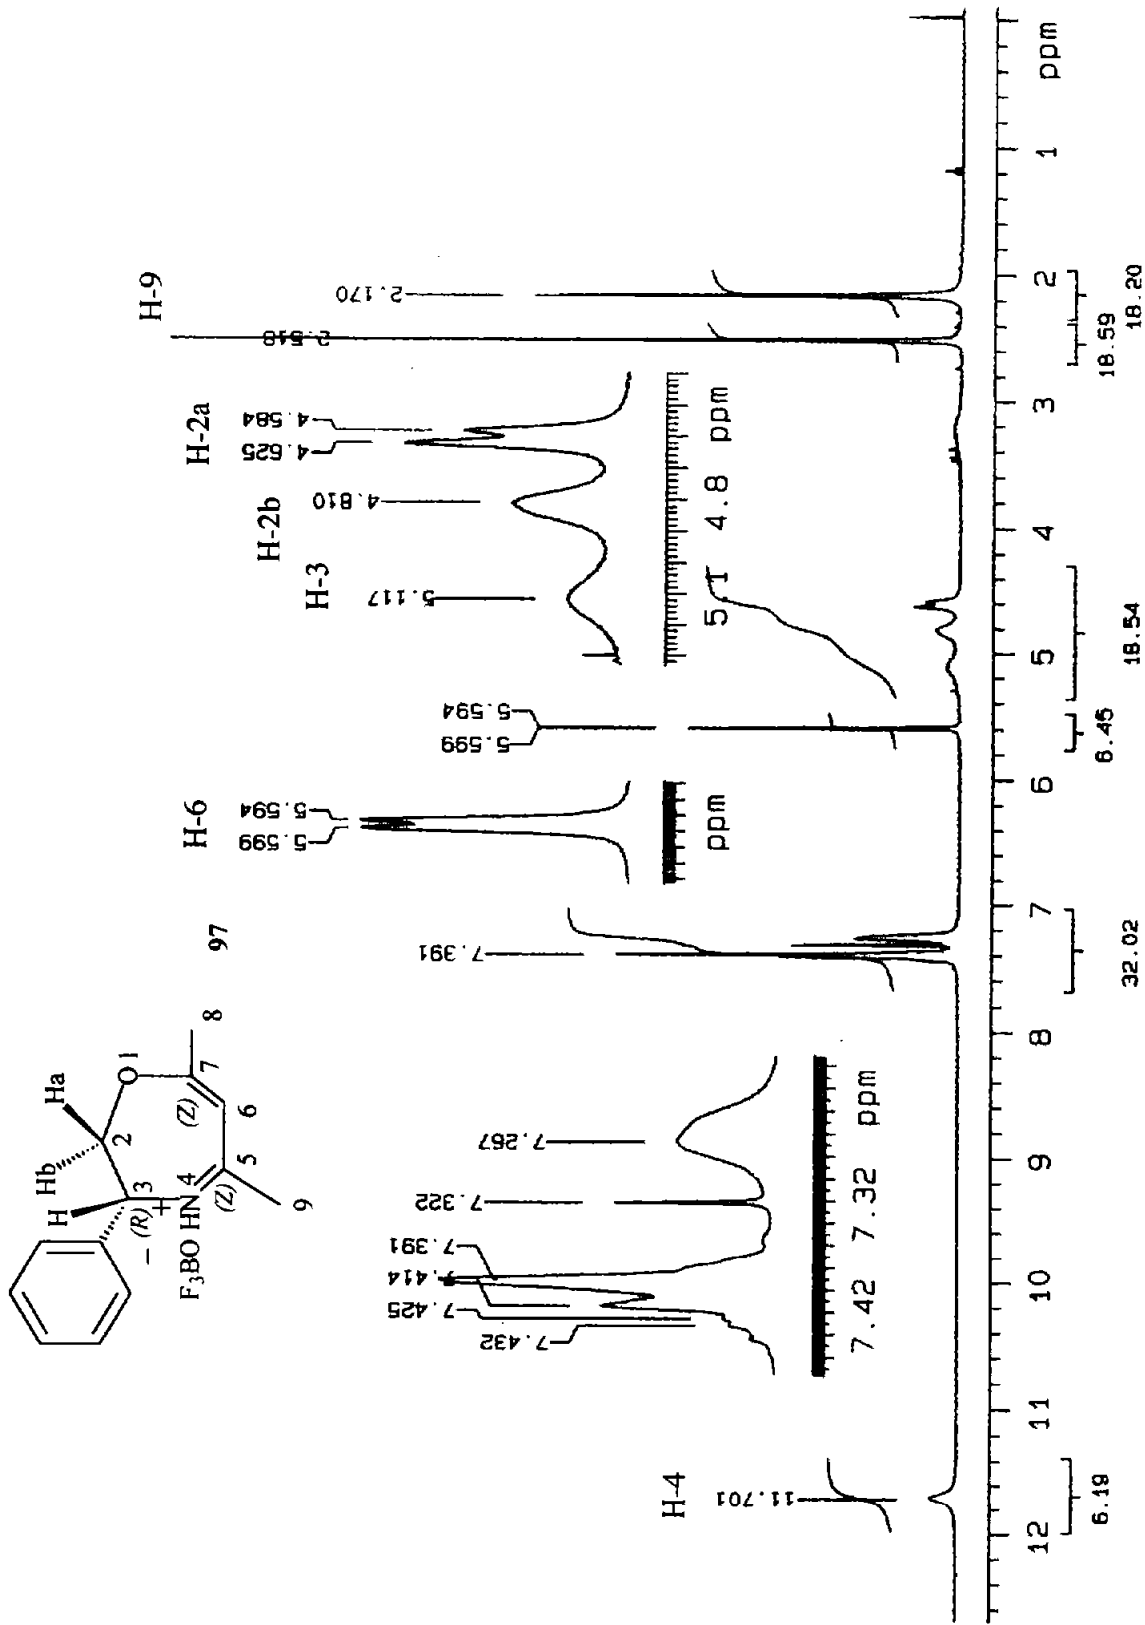 Hb
Ha
H
3
2
O
1
(R)
+
−
F₃BO HN
4
(Z)
5
6
(Z)
7
8
9
97
H-4
11.701
7.432
7.425
7.414
7.391
7.322
7.267
7.42 7.32 ppm
7.391
H-6
5.599
5.594
ppm
5.599
5.594
H-3
5.117
H-2b
4.810
H-2a
4.625
4.584
5.1 4.8 ppm
H-9
2.518
2.170
12 11 10 9 8 7 6 5 4 3 2 1 ppm
6.19
32.02
6.45
18.54
18.59
18.20